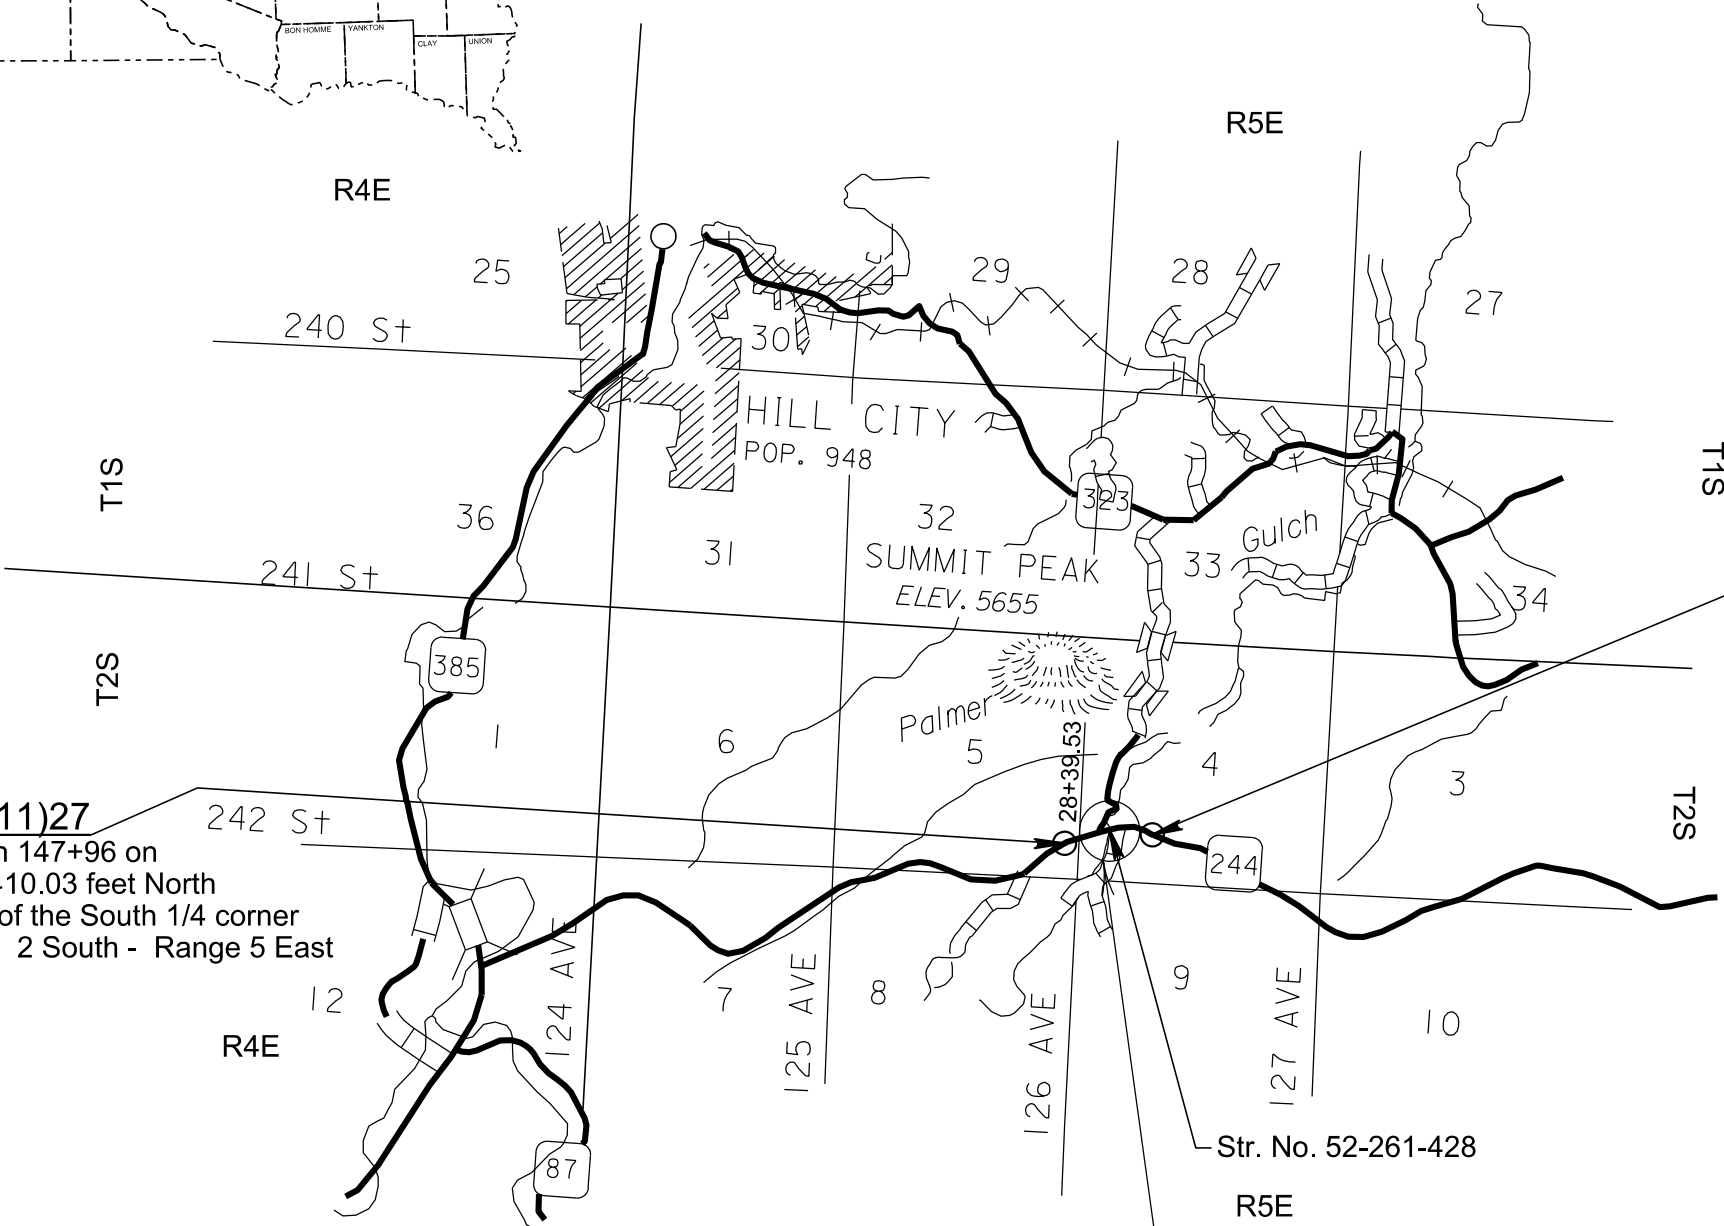 BON HOMME
YANKTON
CLAY
UNION
R5E
R4E
25
29
28
27
240 St
30
HILL CITY
POP. 948
T1S
T1S
36
31
32
323
33
Gulch
34
SUMMIT PEAK
ELEV. 5655
241 St
T2S
385
1
6
Palmer
5
28+39.53
4
3
T2S
11)27
242 St
147+96 on
10.03 feet North
of the South 1/4 corner
2 South - Range 5 East
244
124 AVE
125 AVE
126 AVE
127 AVE
12
7
8
9
10
R4E
87
Str. No. 52-261-428
R5E